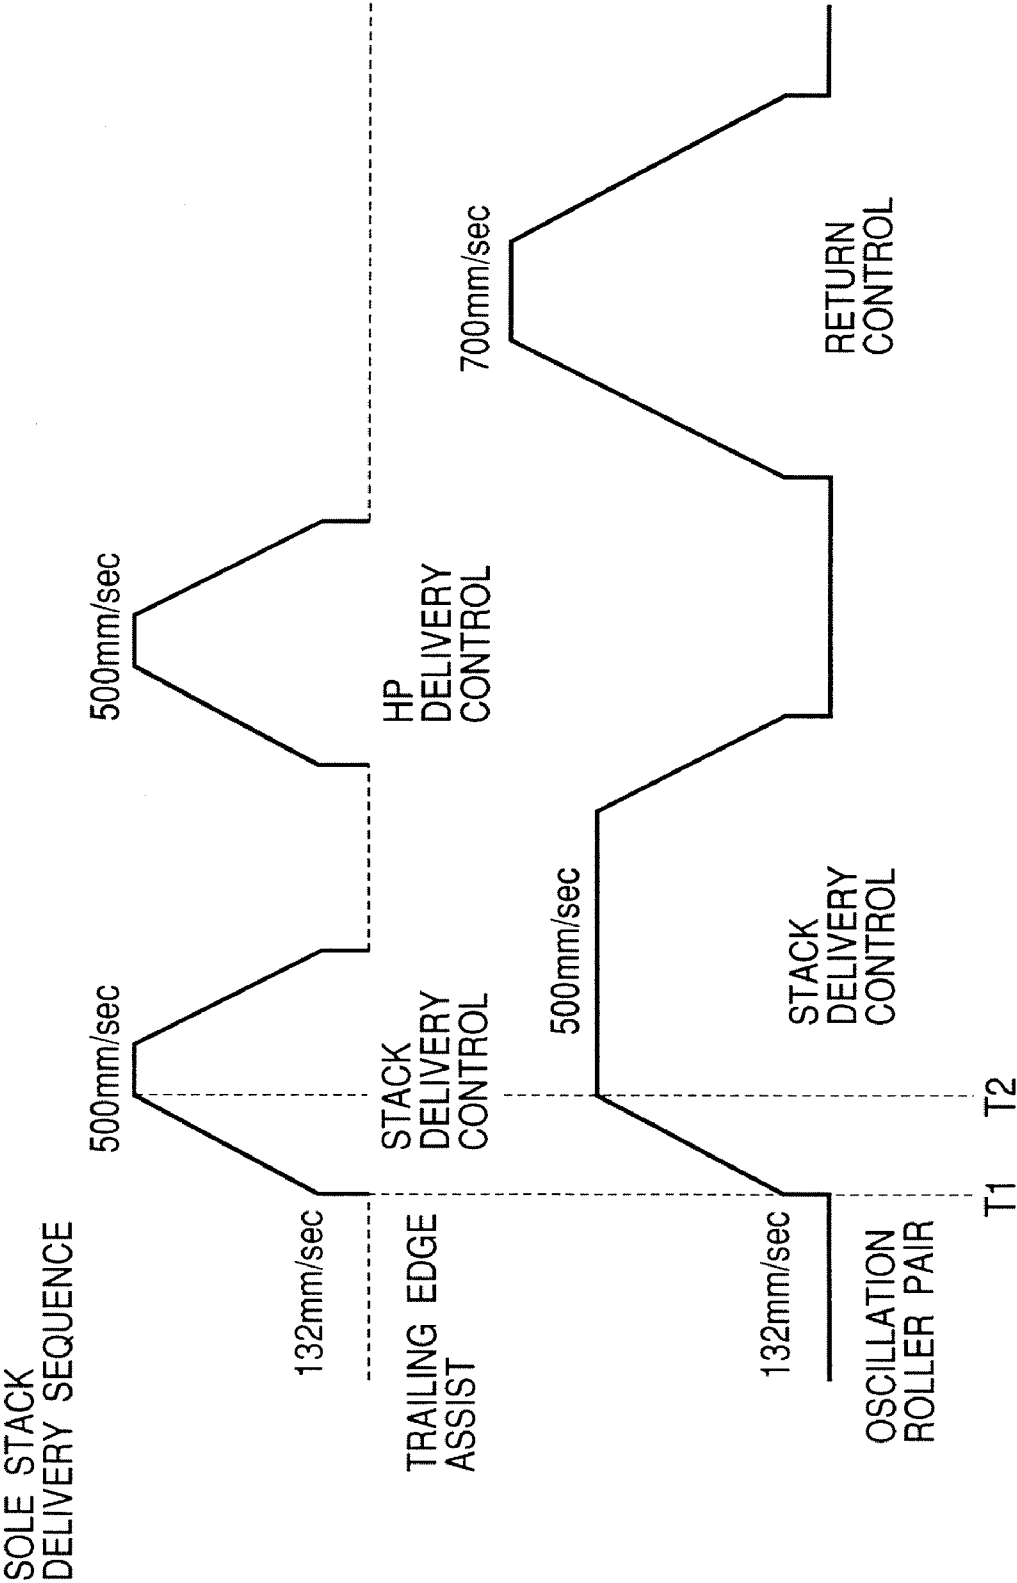 SOLE STACK
DELIVERY SEQUENCE
500mm/sec
500mm/sec
132mm/sec
TRAILING EDGE
ASSIST
STACK
DELIVERY
CONTROL
HP
DELIVERY
CONTROL
500mm/sec
700mm/sec
132mm/sec
OSCILLATION
ROLLER PAIR
STACK
DELIVERY
CONTROL
RETURN
CONTROL
T1
T2